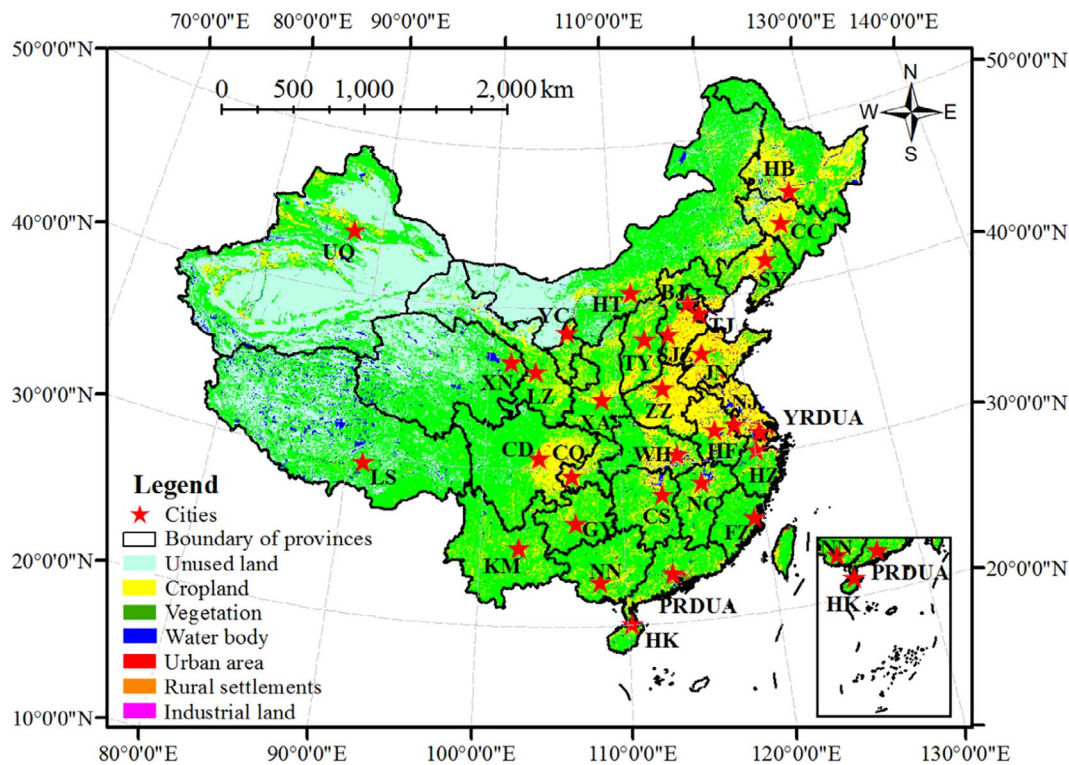 70°0'0"E 80°0'0"E 90°0'0"E 110°0'0"E 130°0'0"E 140°0'0"E
50°0'0"N
50°0'0"N
0 500 1,000 2,000 km
N
W E
S
HB
CC
SY
40°0'0"N
40°0'0"N
UQ
HT
BJ
TJ
YC
TY
SJZ
JN
XN
LZ
XA
ZZ
NJ
YRDUA
30°0'0"N
30°0'0"N
CD
CQ
WH
HF
HZ
LS
CS
NC
GY
FZ
KM
NN
PRDUA
HK
20°0'0"N
20°0'0"N
Legend
Cities
Boundary of provinces
Unused land
Cropland
Vegetation
Water body
Urban area
Rural settlements
Industrial land
NN
PRDUA
HK
10°0'0"N
80°0'0"E 90°0'0"E 100°0'0"E 110°0'0"E 120°0'0"E 130°0'0"E